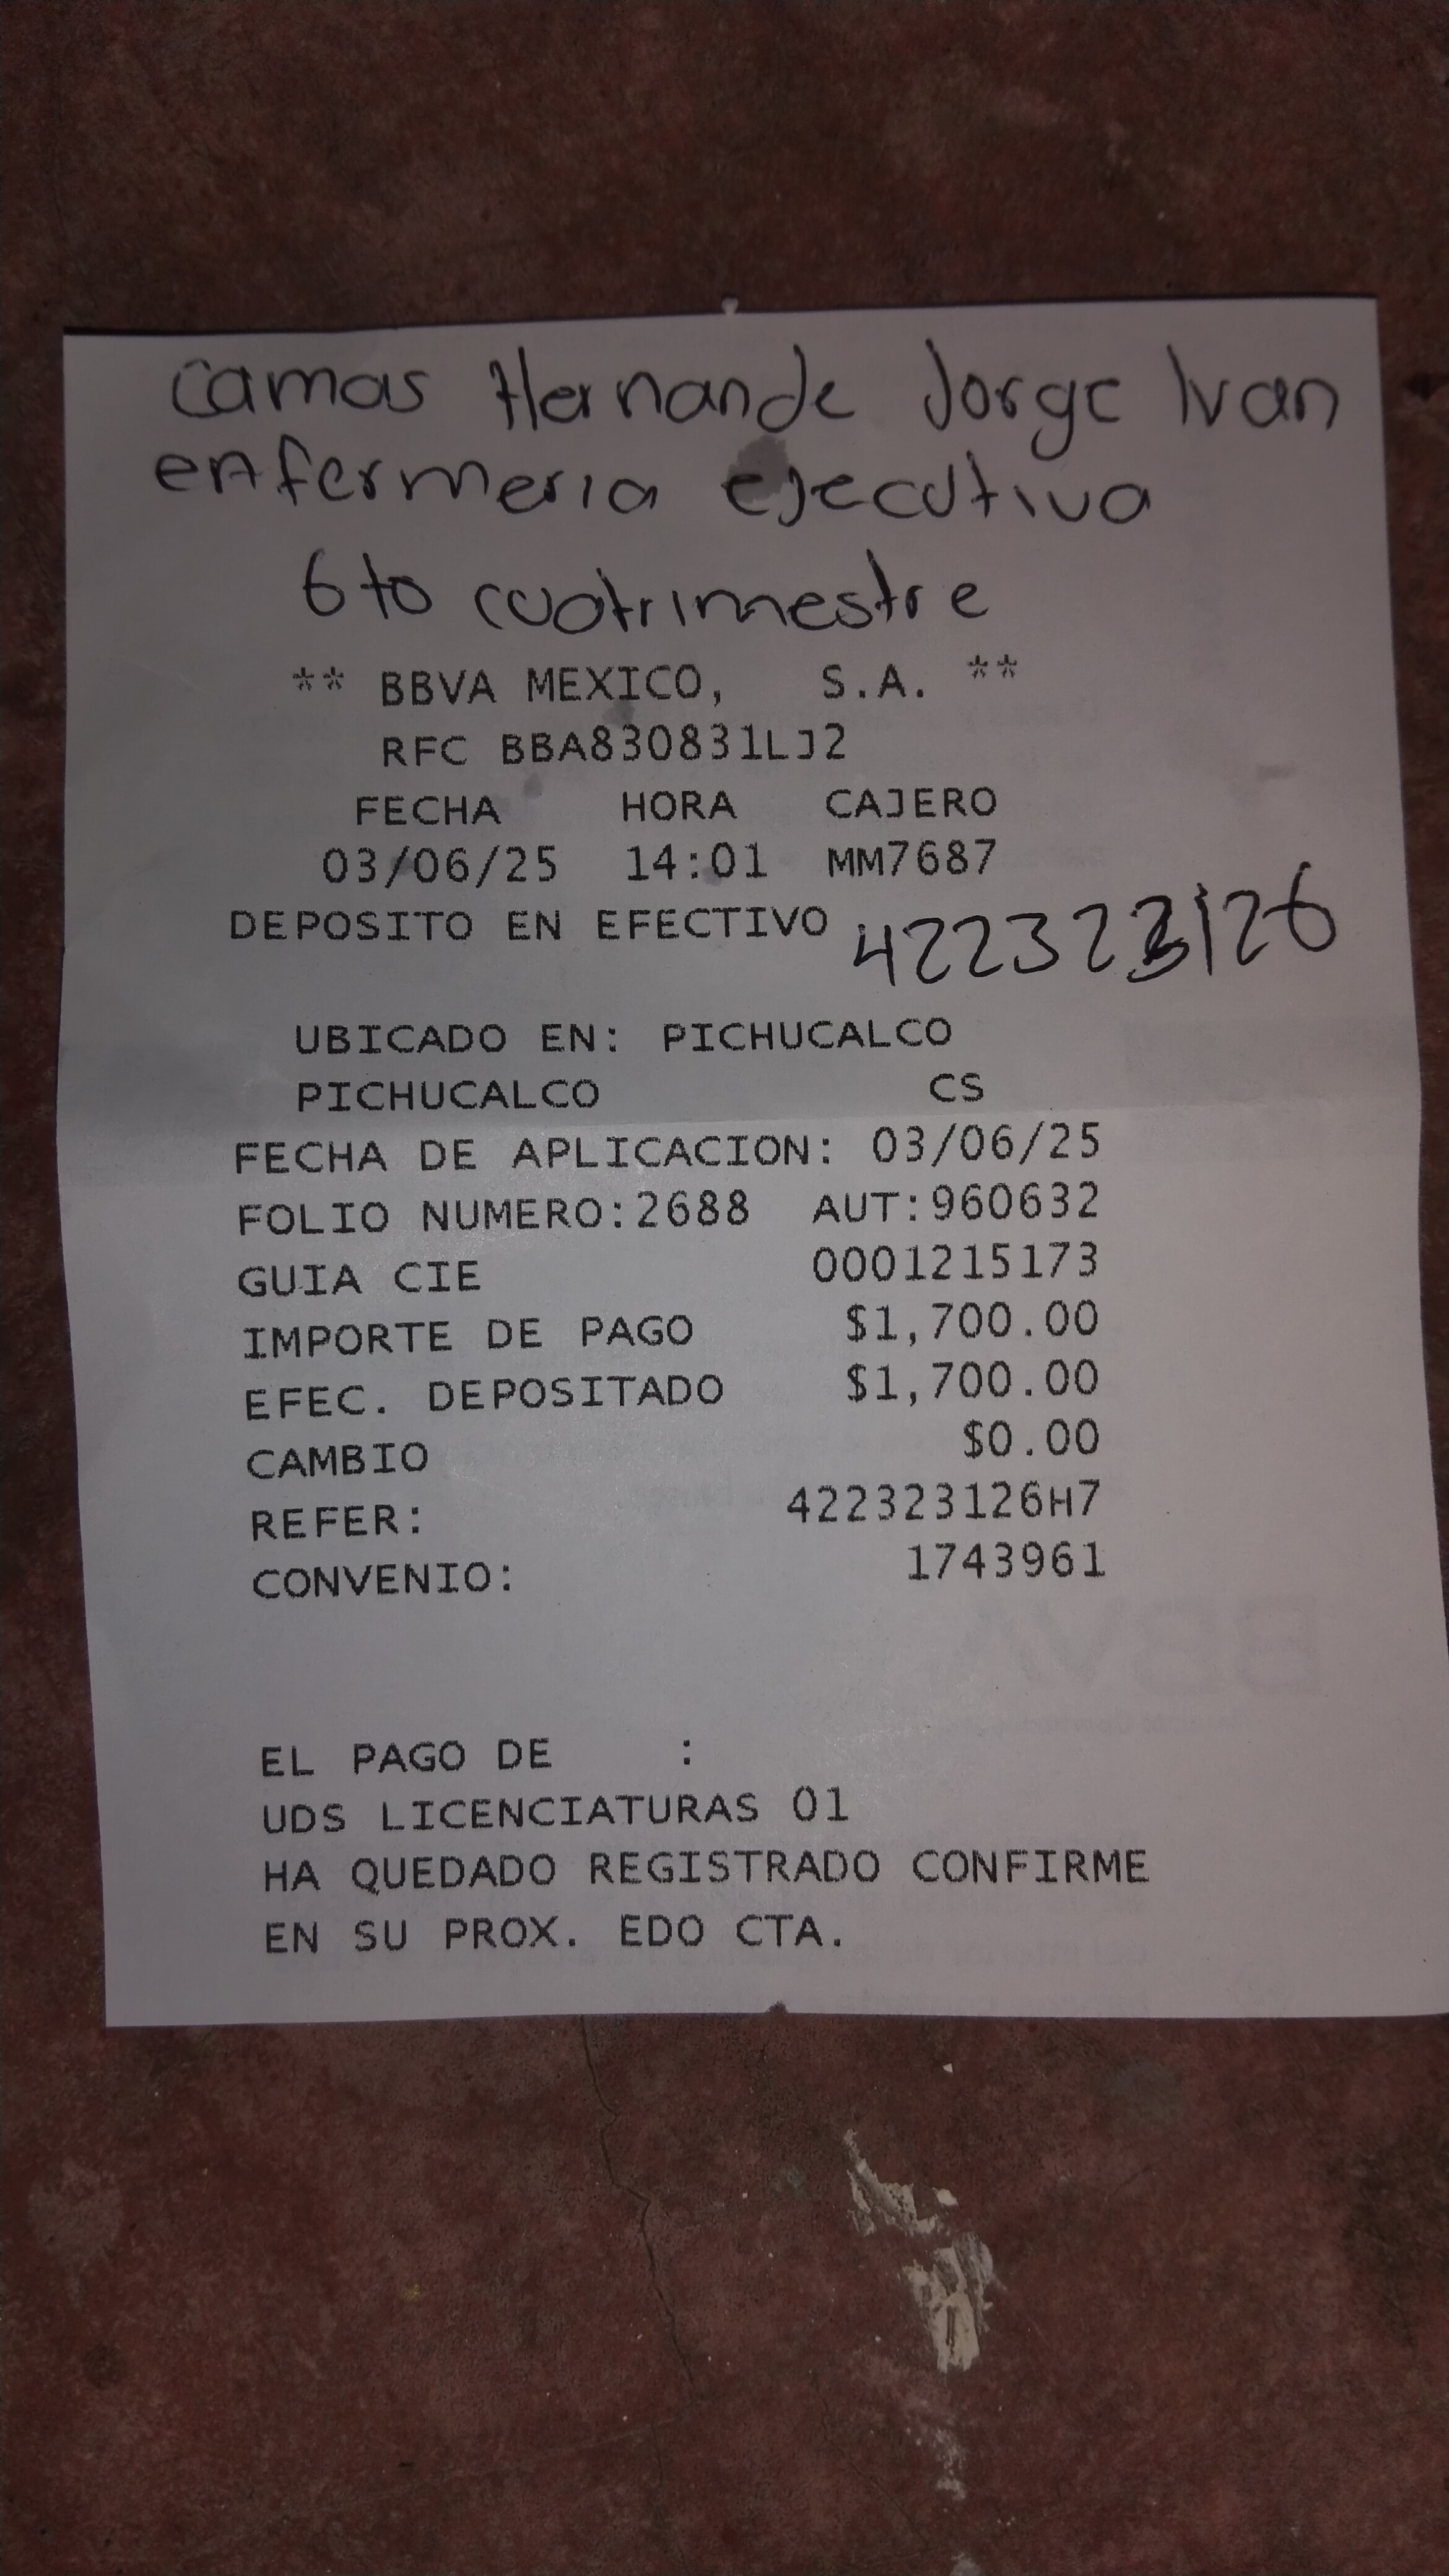 Camas Hernande Jorge Ivan
enfermeria ejecutiva
6to cuatrimestre
** BBVA MEXICO, S.A. **
RFC BBA830831LJ2
FECHA HORA CAJERO
03/06/25 14:01 MM7687
DEPOSITO EN EFECTIVO 422323126
UBICADO EN: PICHUCALCO
PICHUCALCO CS
FECHA DE APLICACION: 03/06/25
FOLIO NUMERO:2688 AUT:960632
GUIA CIE 0001215173
IMPORTE DE PAGO $1,700.00
EFEC. DEPOSITADO $1,700.00
CAMBIO $0.00
REFER: 422323126H7
CONVENIO: 1743961
EL PAGO DE :
UDS LICENCIATURAS 01
HA QUEDADO REGISTRADO CONFIRME
EN SU PROX. EDO CTA.